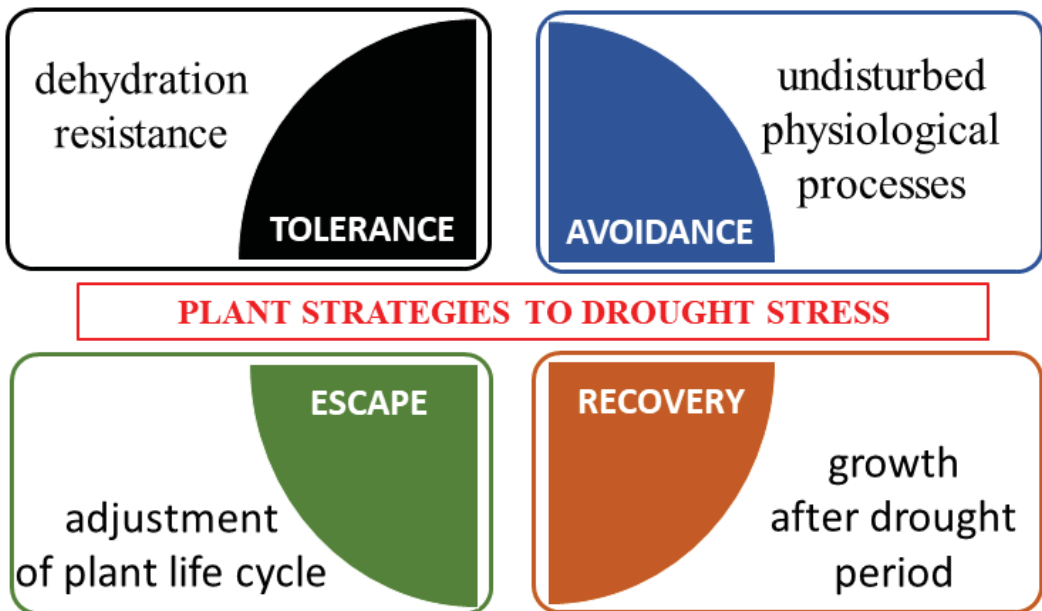 dehydration
resistance
TOLERANCE
undisturbed
physiological
processes
AVOIDANCE
PLANT STRATEGIES TO DROUGHT STRESS
ESCAPE
adjustment
of plant life cycle
RECOVERY
growth
after drought
period